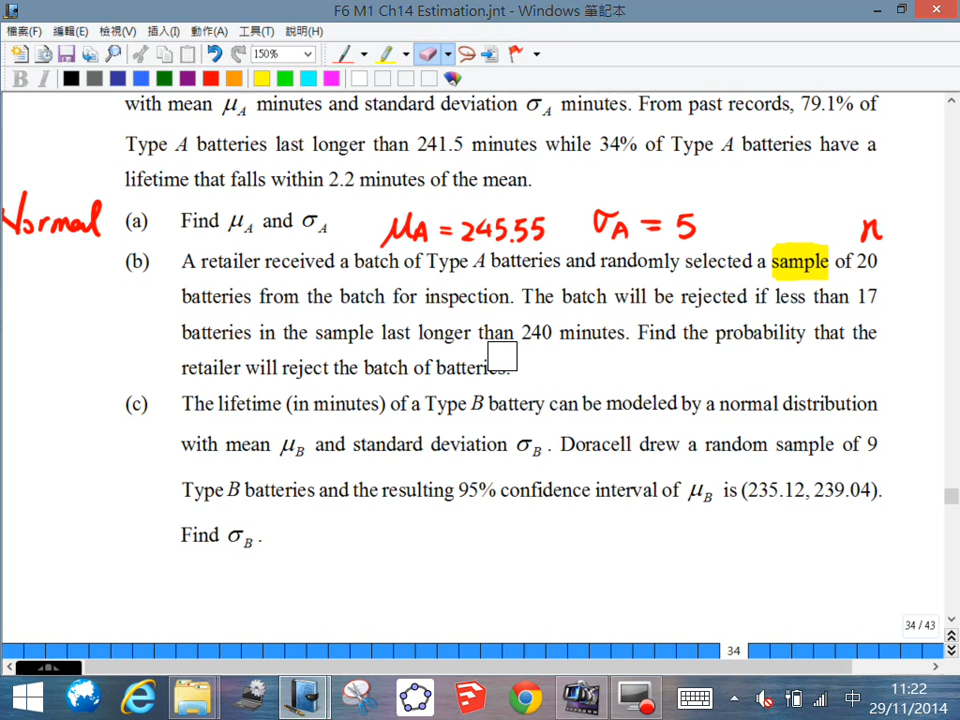 F6 M1 Ch14 Estimation.jnt - Windows 筆記本
檔案(F) 編輯(E) 檢視(V) 插入(I) 動作(A) 工具(T) 說明(H)
150%
B I
with mean μA minutes and standard deviation σA minutes. From past records, 79.1% of
Type A batteries last longer than 241.5 minutes while 34% of Type A batteries have a
lifetime that falls within 2.2 minutes of the mean.
Normal (a) Find μA and σA μA = 245.55 σA = 5 n
(b) A retailer received a batch of Type A batteries and randomly selected a sample of 20
batteries from the batch for inspection. The batch will be rejected if less than 17
batteries in the sample last longer than 240 minutes. Find the probability that the
retailer will reject the batch of batteries.
(c) The lifetime (in minutes) of a Type B battery can be modeled by a normal distribution
with mean μB and standard deviation σB. Doracell drew a random sample of 9
Type B batteries and the resulting 95% confidence interval of μB is (235.12, 239.04).
Find σB.
34 / 43
34
中
11:22
29/11/2014